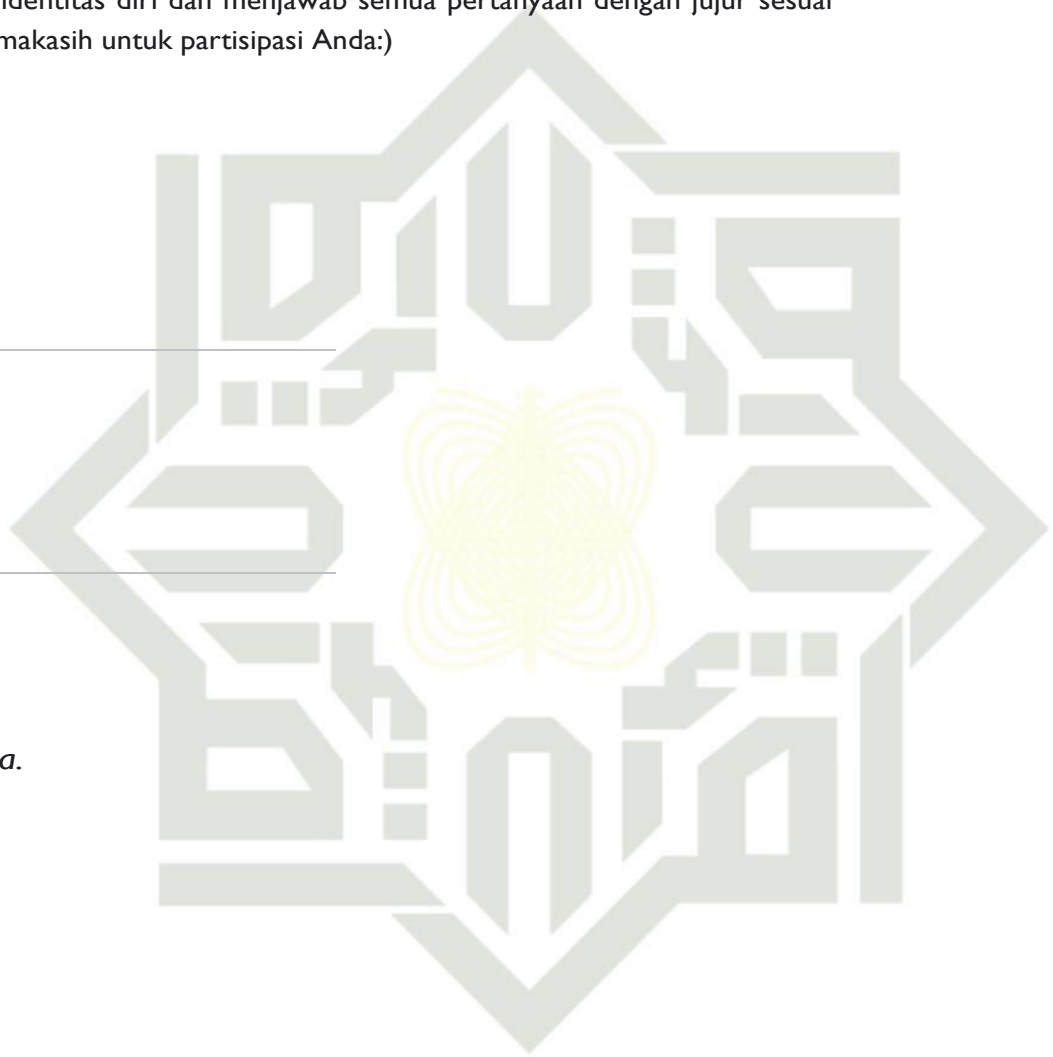 identitas diri dan menjawab semua pertanyaan dengan jujur sesuai
makasih untuk partisipasi Anda:)
a.